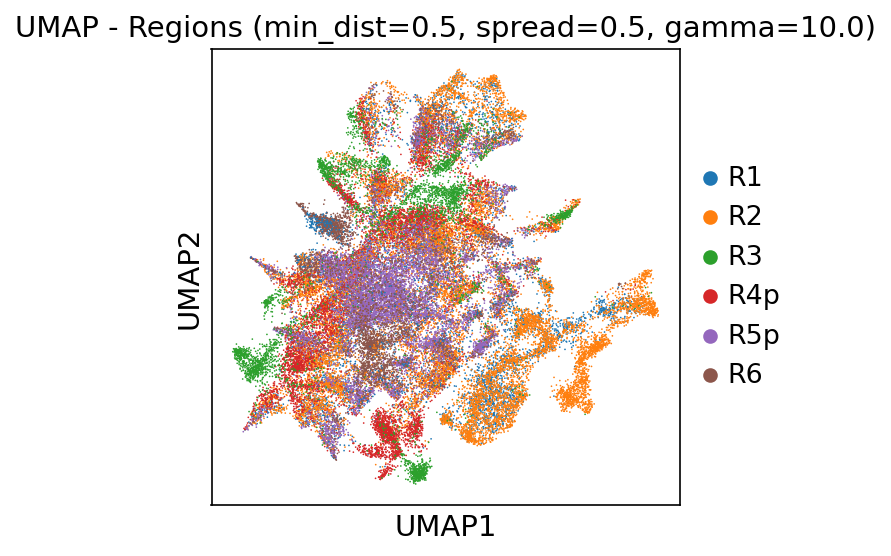 UMAP - Regions (min_dist=0.5, spread=0.5, gamma=10.0)
UMAP2
R1
R2
R3
R4p
R5p
R6
UMAP1